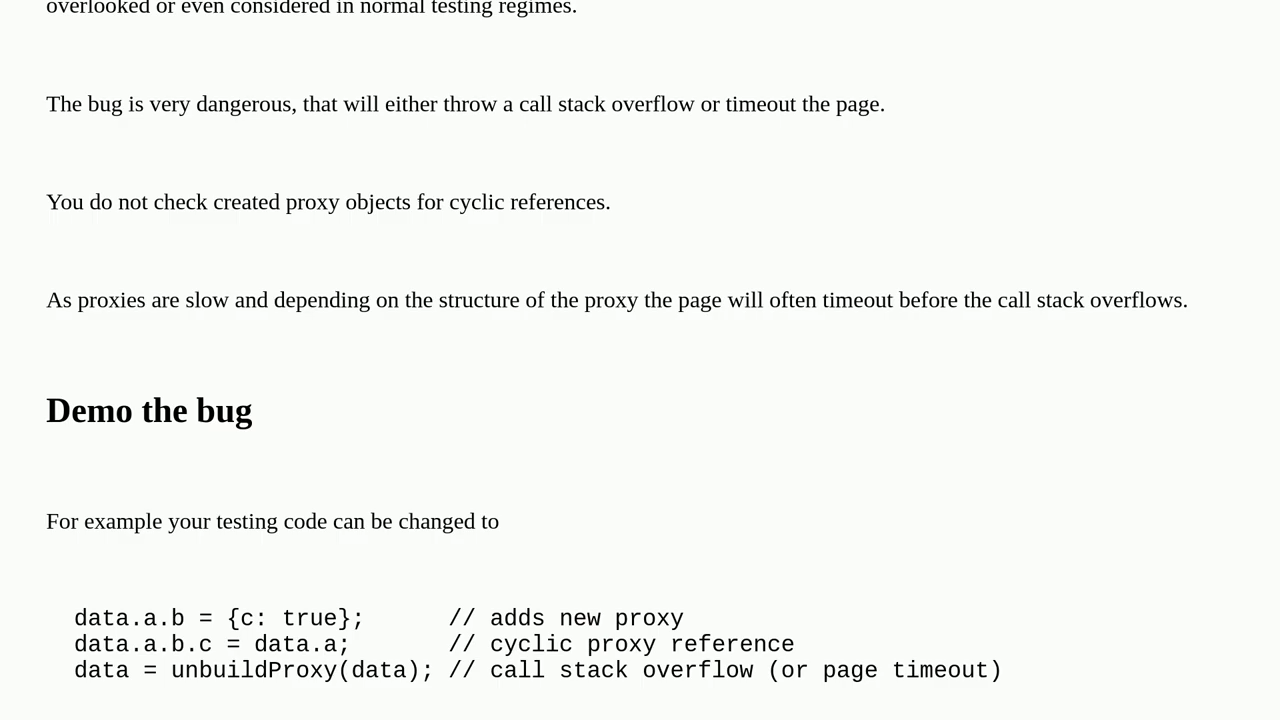 overlooked or even considered in normal testing regimes.
The bug is very dangerous, that will either throw a call stack overflow or timeout the page.
You do not check created proxy objects for cyclic references.
As proxies are slow and depending on the structure of the proxy the page will often timeout before the call stack overflows.
Demo the bug
For example your testing code can be changed to
data.a.b = {c: true};      // adds new proxy
data.a.b.c = data.a;       // cyclic proxy reference
data = unbuildProxy(data); // call stack overflow (or page timeout)